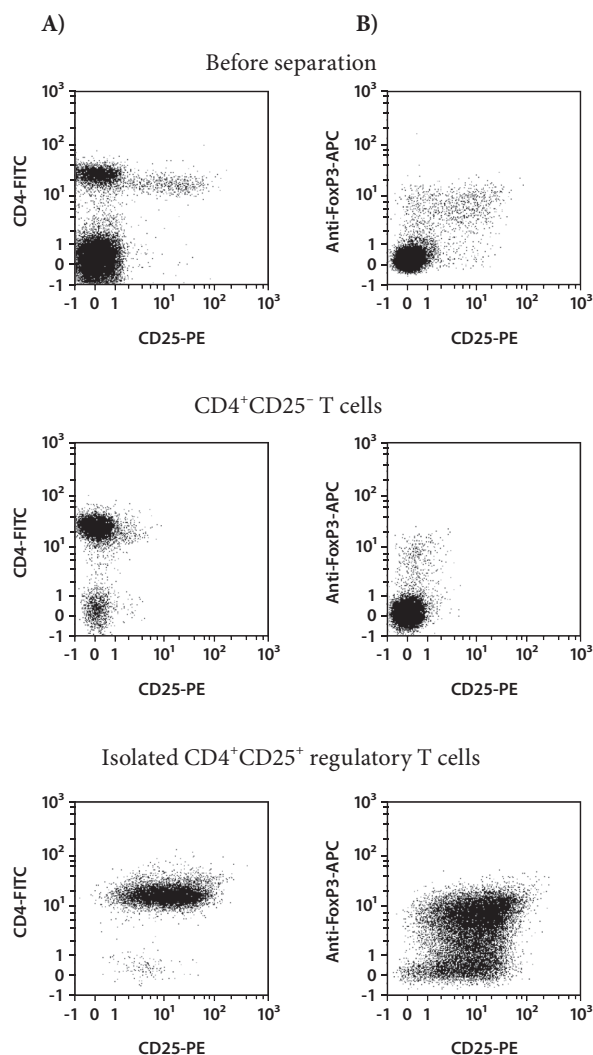 A) B)
Before separation
10³ 10³
10² 10²
10¹ 10¹
1 1
0 0
-1 -1
CD4-FITC Anti-FoxP3-APC
-1 0 1 10¹ 10² 10³ -1 0 1 10¹ 10² 10³
CD25-PE CD25-PE
CD4⁺CD25⁻ T cells
10³ 10³
10² 10²
10¹ 10¹
1 1
0 0
-1 -1
CD4-FITC Anti-FoxP3-APC
-1 0 1 10¹ 10² 10³ -1 0 1 10¹ 10² 10³
CD25-PE CD25-PE
Isolated CD4⁺CD25⁺ regulatory T cells
10³ 10³
10² 10²
10¹ 10¹
1 1
0 0
-1 -1
CD4-FITC Anti-FoxP3-APC
-1 0 1 10¹ 10² 10³ -1 0 1 10¹ 10² 10³
CD25-PE CD25-PE